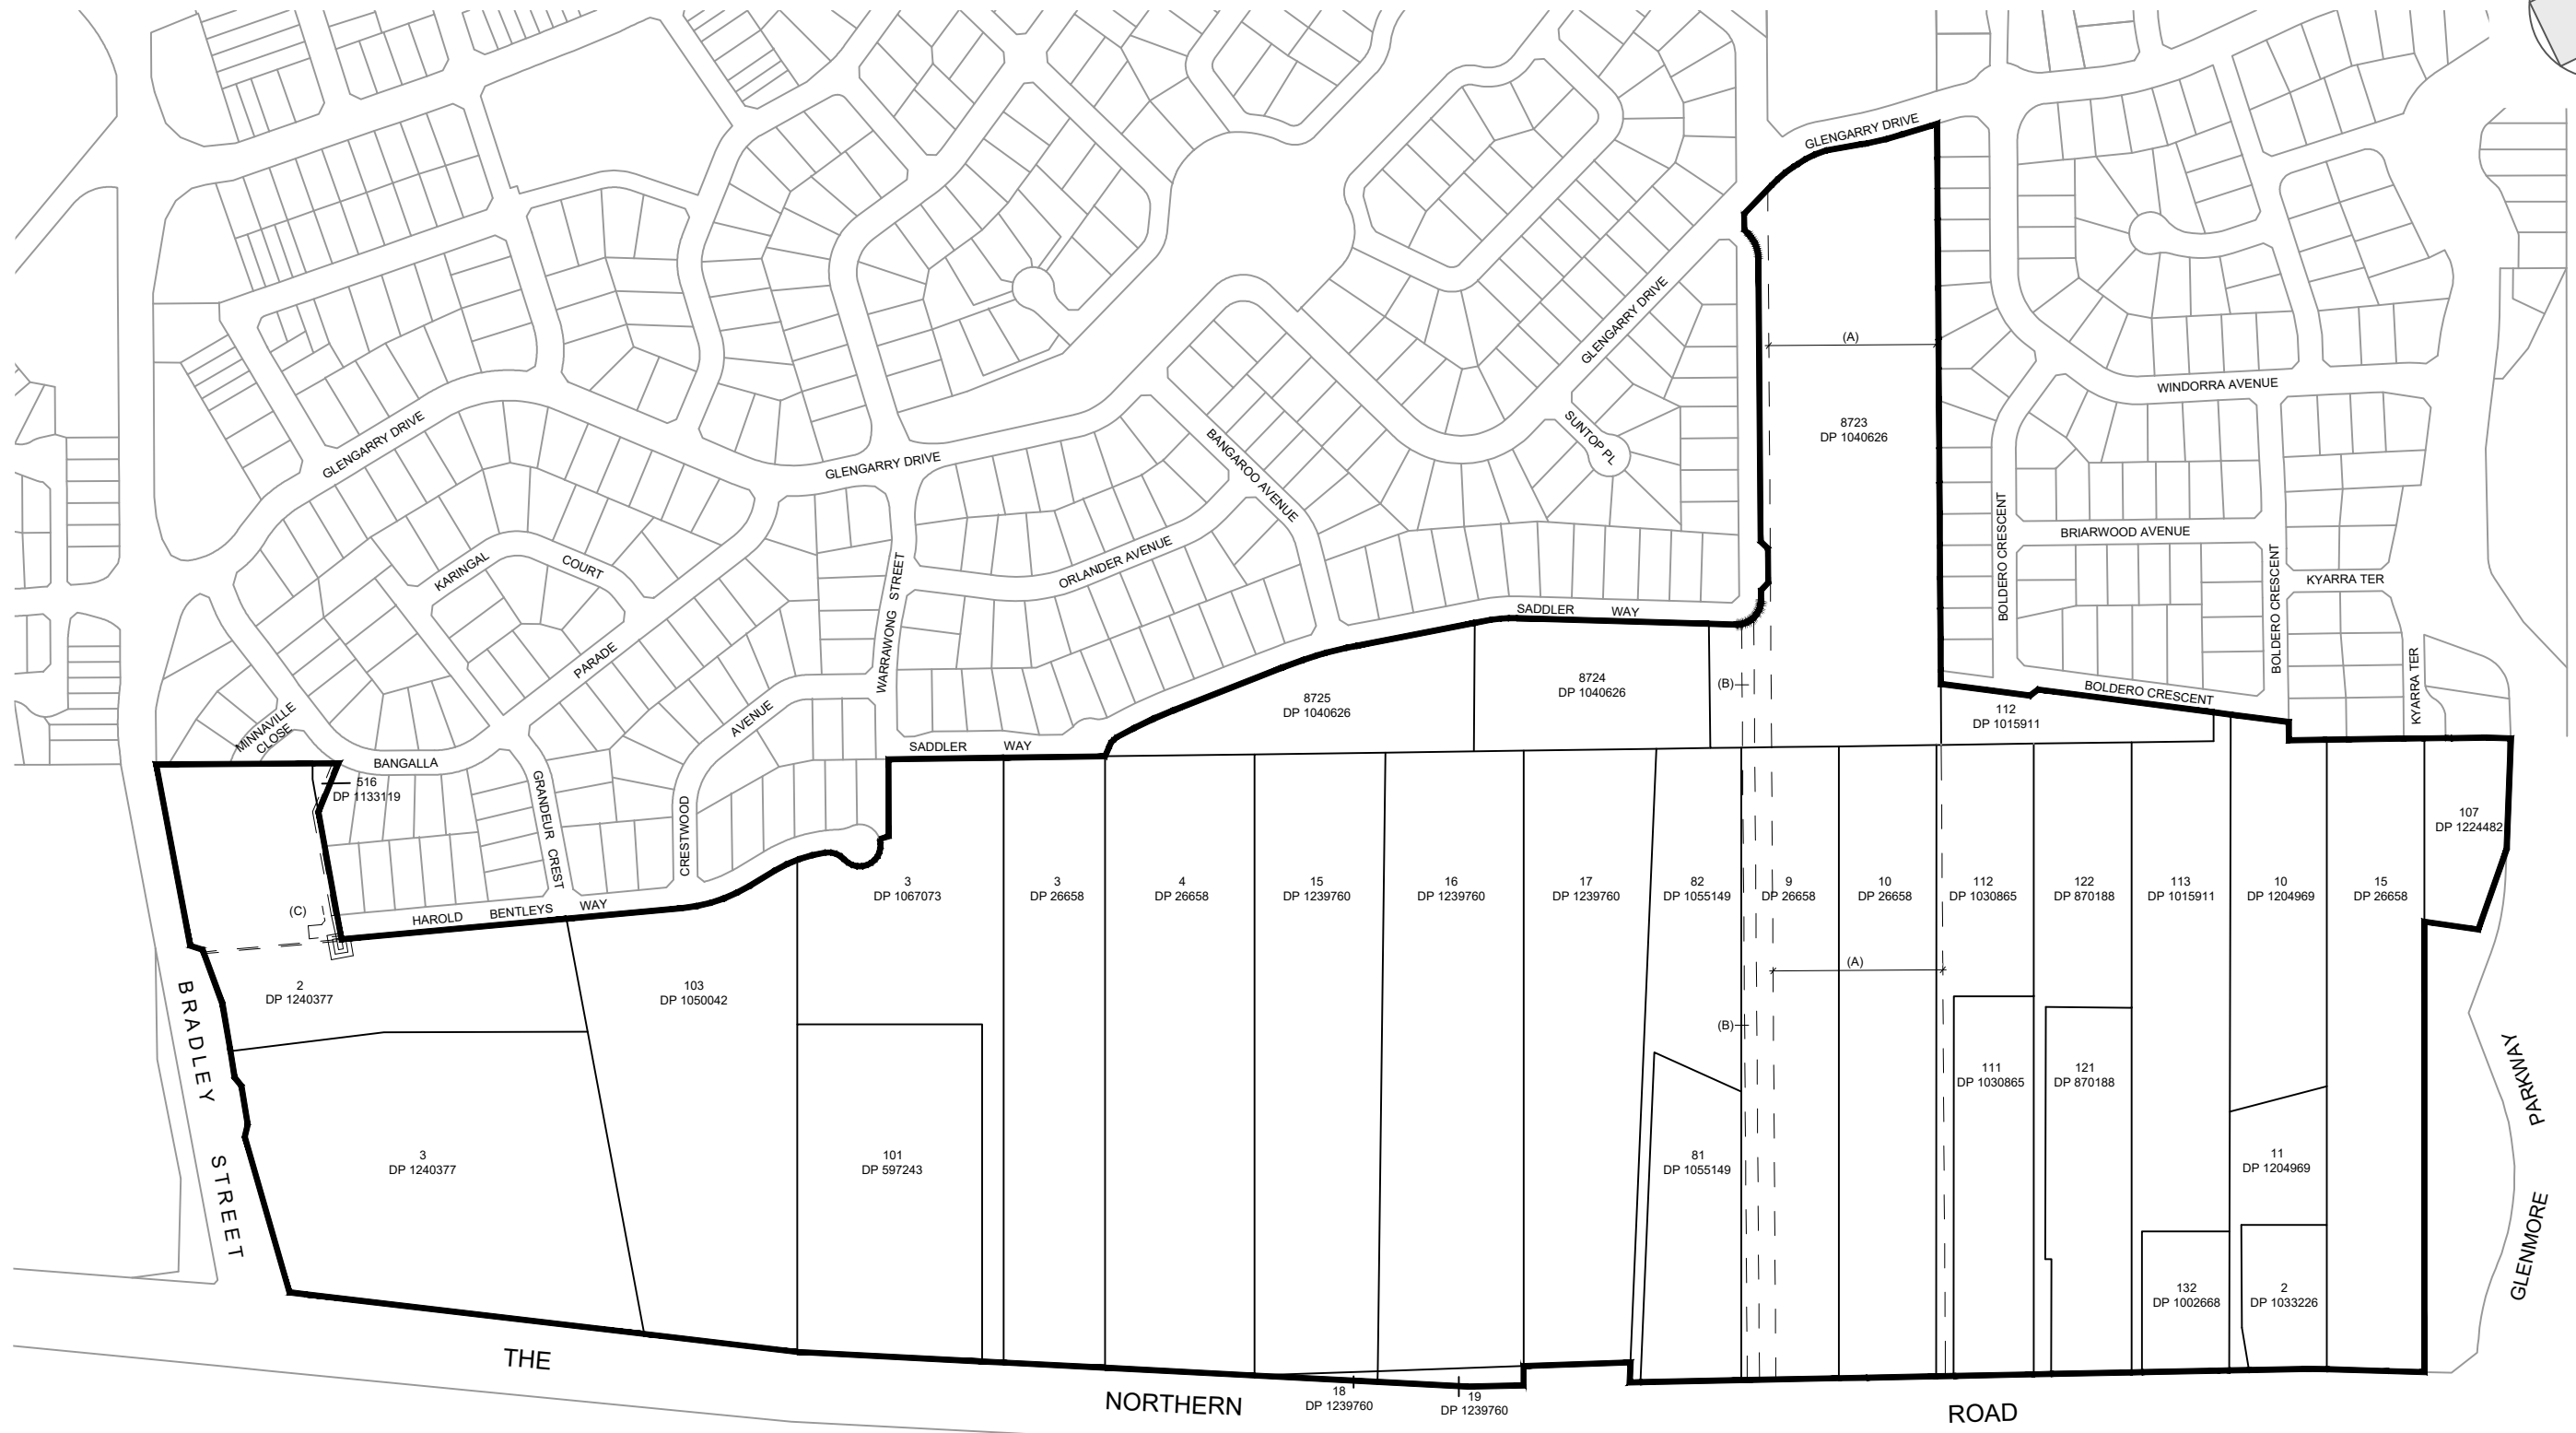 GLENGARRY DRIVE
GLENGARRY DRIVE
(A)
WINDORRA AVENUE
GLENGARRY DRIVE
8723
DP 1040626
SUNTOP PL
BANGAROO AVENUE
GLENGARRY DRIVE
BOLDERO CRESCENT
BRIARWOOD AVENUE
KARINGAL COURT
ORLANDER AVENUE
WARRAWONG STREET
BOLDERO CRESCENT
KYARRA TER
SADDLER WAY
PARADE
KYARRA TER
8724
DP 1040626
(B)
BOLDERO CRESCENT
8725
DP 1040626
112
DP 1015911
AVENUE
MINNAVILLE
CLOSE
SADDLER WAY
BANGALLA
516
DP 1133119
GRANDEUR CREST
CRESTWOOD
107
DP 1224482
3
DP 1067073
3
DP 26658
4
DP 26658
15
DP 1239760
16
DP 1239760
17
DP 1239760
82
DP 1055149
9
DP 26658
10
DP 26658
112
DP 1030865
122
DP 870188
113
DP 1015911
10
DP 1204969
15
DP 26658
(C)
HAROLD BENTLEYS WAY
(A)
2
DP 1240377
103
DP 1050042
(B)
BRADLEY STREET
111
DP 1030865
121
DP 870188
GLENMORE PARKWAY
3
DP 1240377
101
DP 597243
81
DP 1055149
11
DP 1204969
132
DP 1002668
2
DP 1033226
18
DP 1239760
19
DP 1239760
THE NORTHERN ROAD